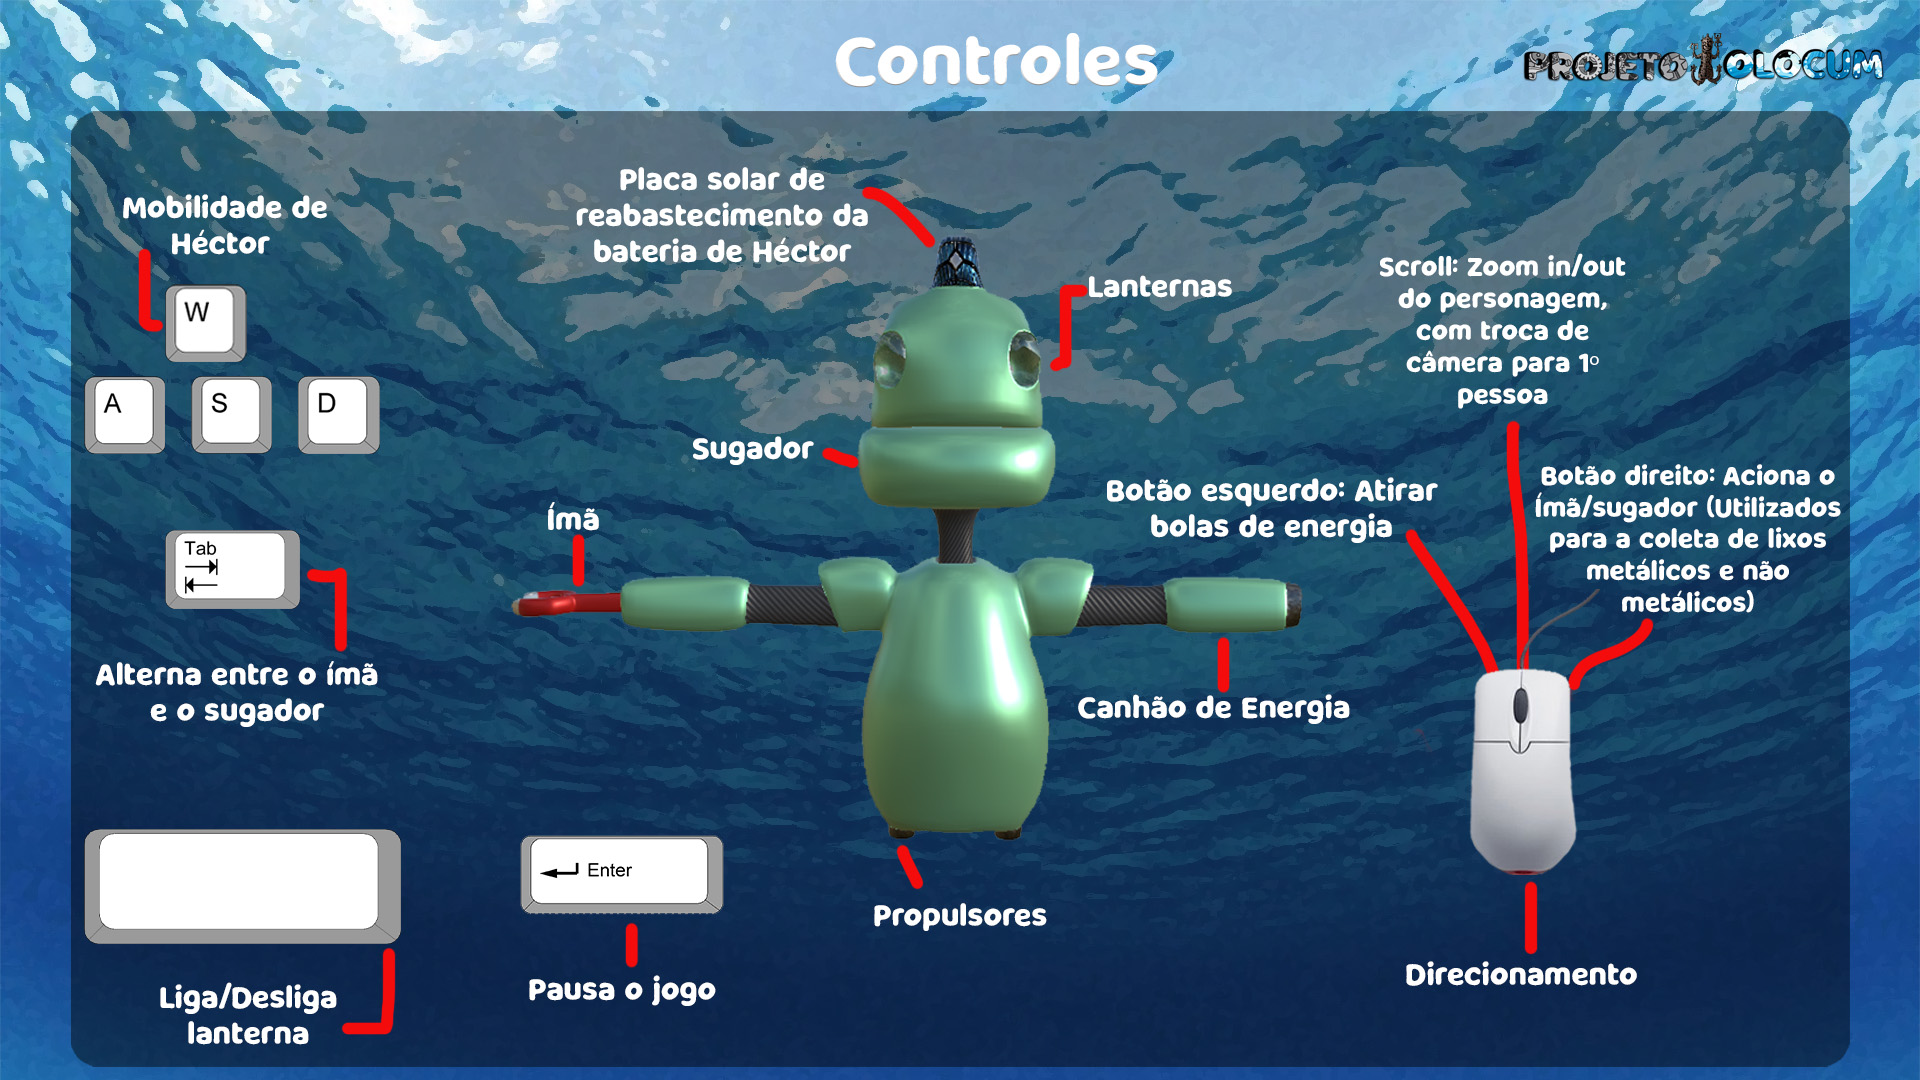 Controles
PROJETO OLOCUM
Mobilidade de
Héctor
W
A
S
D
Tab
Alterna entre o ímã
e o sugador
Liga/Desliga
lanterna
Enter
Pausa o jogo
Placa solar de
reabastecimento da
bateria de Héctor
Lanternas
Sugador
Ímã
Canhão de Energia
Propulsores
Scroll: Zoom in/out
do personagem,
com troca de
câmera para 1º
pessoa
Botão esquerdo: Atirar
bolas de energia
Botão direito: Aciona o
Ímã/sugador (Utilizados
para a coleta de lixos
metálicos e não
metálicos)
Direcionamento